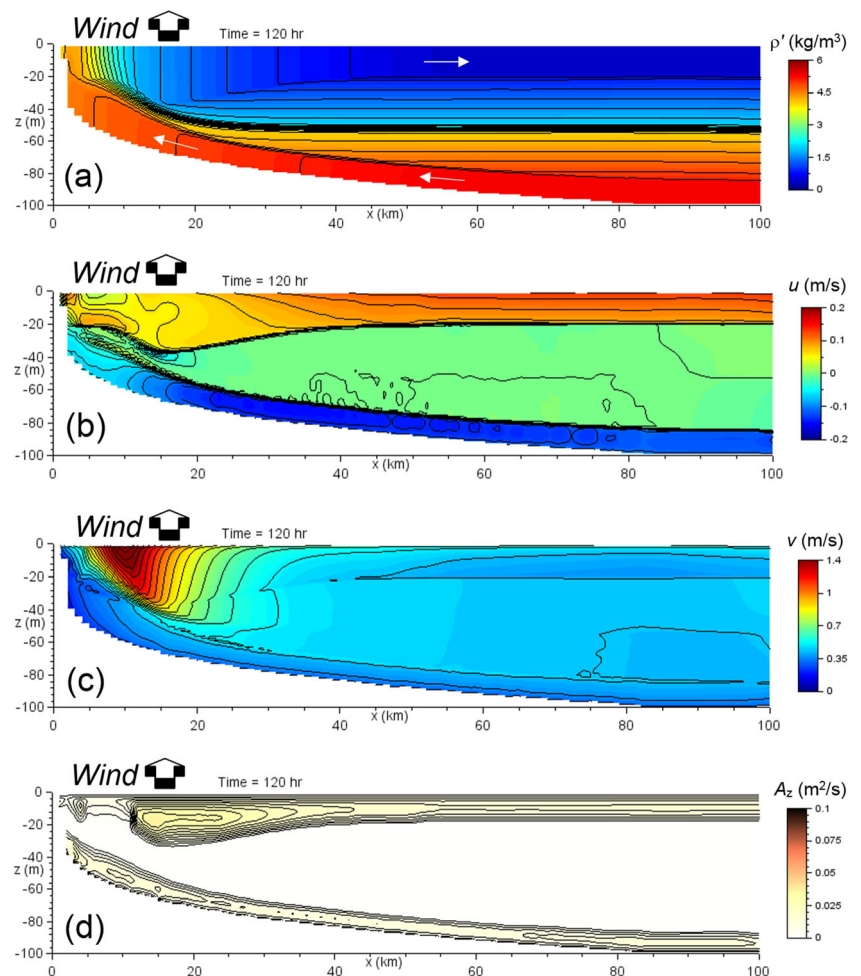 Wind Time = 120 hr ρ′ (kg/m³)
0
-20
-40
z (m)
-60
-80
-100
(a)
0 20 40 60 80 100
x (km)
6
4.5
3
1.5
0
Wind Time = 120 hr u (m/s)
0
-20
-40
z (m)
-60
-80
-100
(b)
0 20 40 60 80 100
x (km)
0.2
0.1
0
-0.1
-0.2
Wind Time = 120 hr v (m/s)
0
-20
-40
z (m)
-60
-80
-100
(c)
0 20 40 60 80 100
x (km)
1.4
1.05
0.7
0.35
0
Wind Time = 120 hr A_z (m²/s)
0
-20
-40
z (m)
-60
-80
-100
(d)
0 20 40 60 80 100
x (km)
0.1
0.075
0.05
0.025
0